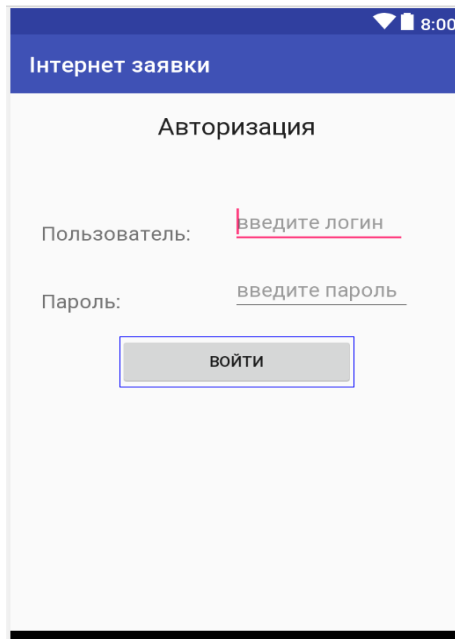 8:00
Інтернет заявки
Авторизация
Пользователь:
введите логин
Пароль:
введите пароль
ВОЙТИ